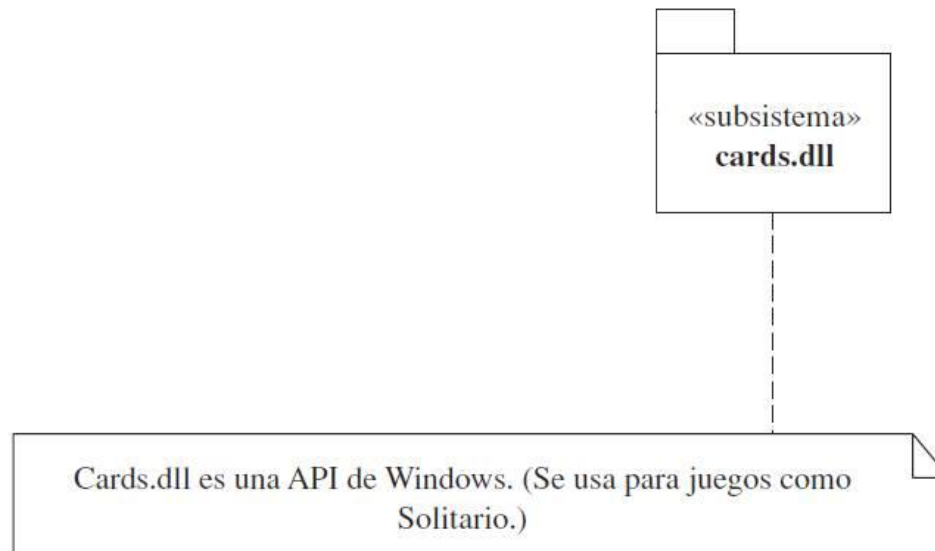 «subsistema»
cards.dll
Cards.dll es una API de Windows. (Se usa para juegos como
Solitario.)